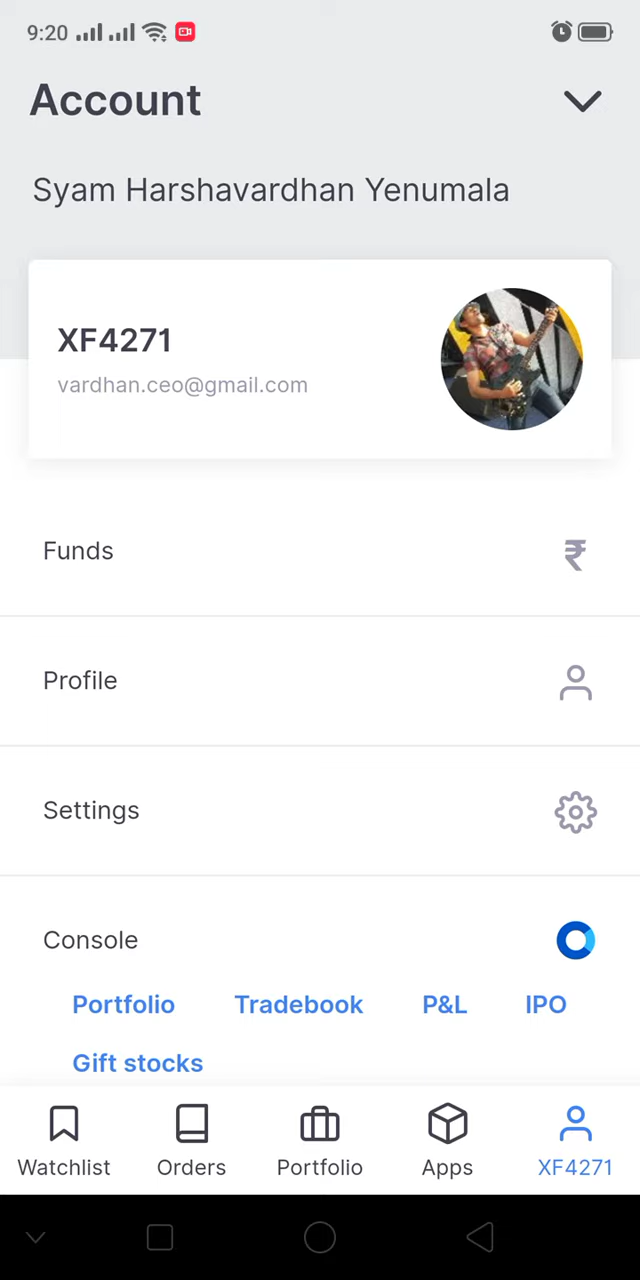 9:20
Account
Syam Harshavardhan Yenumala
XF4271
vardhan.ceo@gmail.com
Funds ₹
Profile
Settings
Console
Portfolio Tradebook P&L IPO
Gift stocks
Watchlist Orders Portfolio Apps XF4271